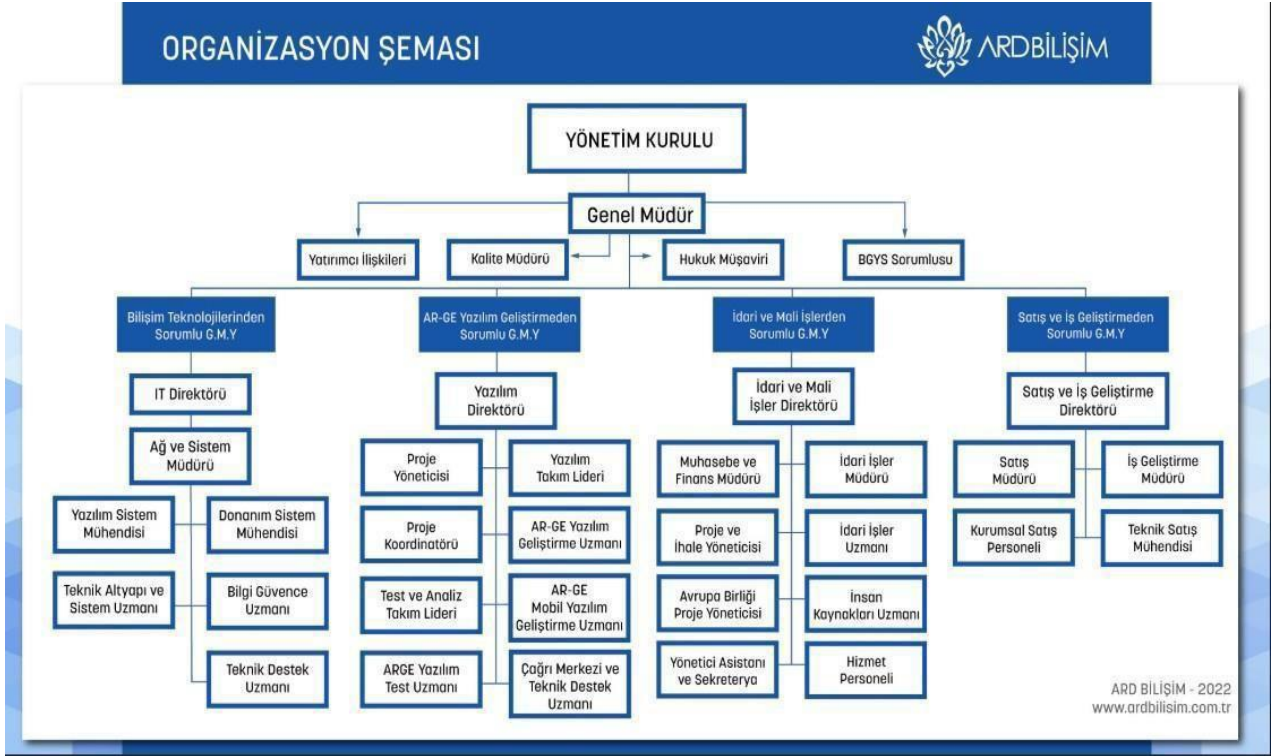 ORGANİZASYON ŞEMASI
ARDBİLİŞİM
YÖNETİM KURULU
Genel Müdür
Yatırımcı İlişkileri
Kalite Müdürü
Hukuk Müşaviri
BGYS Sorumlusu
Bilişim Teknolojilerinden
Sorumlu G.M.Y
AR-GE Yazılım Geliştirmeden
Sorumlu G.M.Y
İdari ve Mali İşlerden
Sorumlu G.M.Y
Satış ve İş Geliştirmeden
Sorumlu G.M.Y
IT Direktörü
Ağ ve Sistem
Müdürü
Yazılım Sistem
Mühendisi
Donanım Sistem
Mühendisi
Teknik Altyapı ve
Sistem Uzmanı
Bilgi Güvence
Uzmanı
Teknik Destek
Uzmanı
Yazılım
Direktörü
Proje
Yöneticisi
Yazılım
Takım Lideri
Proje
Koordinatörü
AR-GE Yazılım
Geliştirme Uzmanı
Test ve Analiz
Takım Lideri
AR-GE
Mobil Yazılım
Geliştirme Uzmanı
ARGE Yazılım
Test Uzmanı
Çağrı Merkezi ve
Teknik Destek
Uzmanı
İdari ve Mali
İşler Direktörü
Muhasebe ve
Finans Müdürü
İdari İşler
Müdürü
Proje ve
İhale Yöneticisi
İdari İşler
Uzmanı
Avrupa Birliği
Proje Yöneticisi
İnsan
Kaynakları Uzmanı
Yönetici Asistanı
ve Sekreterya
Hizmet
Personeli
Satış ve İş Geliştirme
Direktörü
Satış
Müdürü
İş Geliştirme
Müdürü
Kurumsal Satış
Personeli
Teknik Satış
Mühendisi
ARD BİLİŞİM - 2022
www.ardbilisim.com.tr